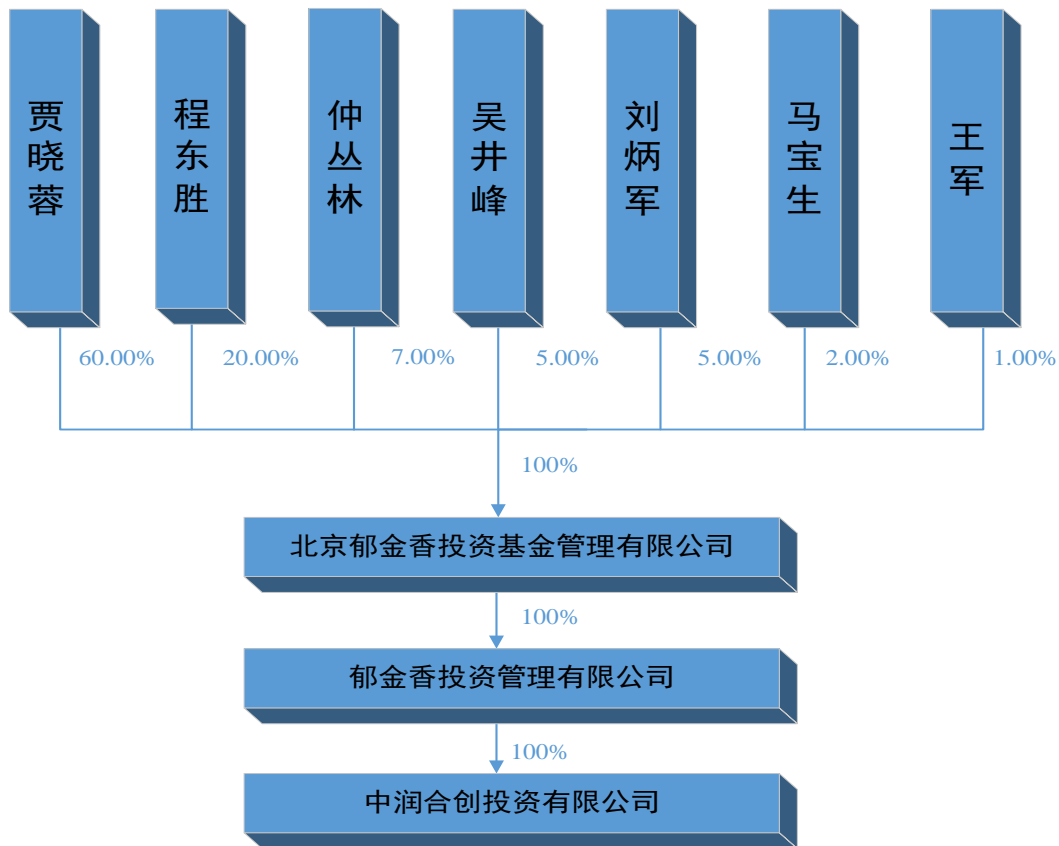 贾晓蓉
程东胜
仲丛林
吴井峰
刘炳军
马宝生
王军
60.00%
20.00%
7.00%
5.00%
5.00%
2.00%
1.00%
100%
北京郁金香投资基金管理有限公司
100%
郁金香投资管理有限公司
100%
中润合创投资有限公司